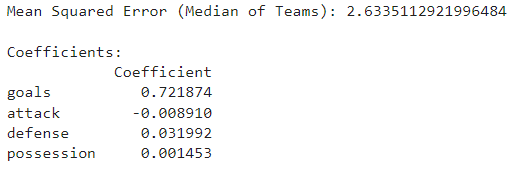 Mean Squared Error (Median of Teams): 2.6335112921996484
Coefficients:
Coefficient
goals 0.721874
attack -0.008910
defense 0.031992
possession 0.001453